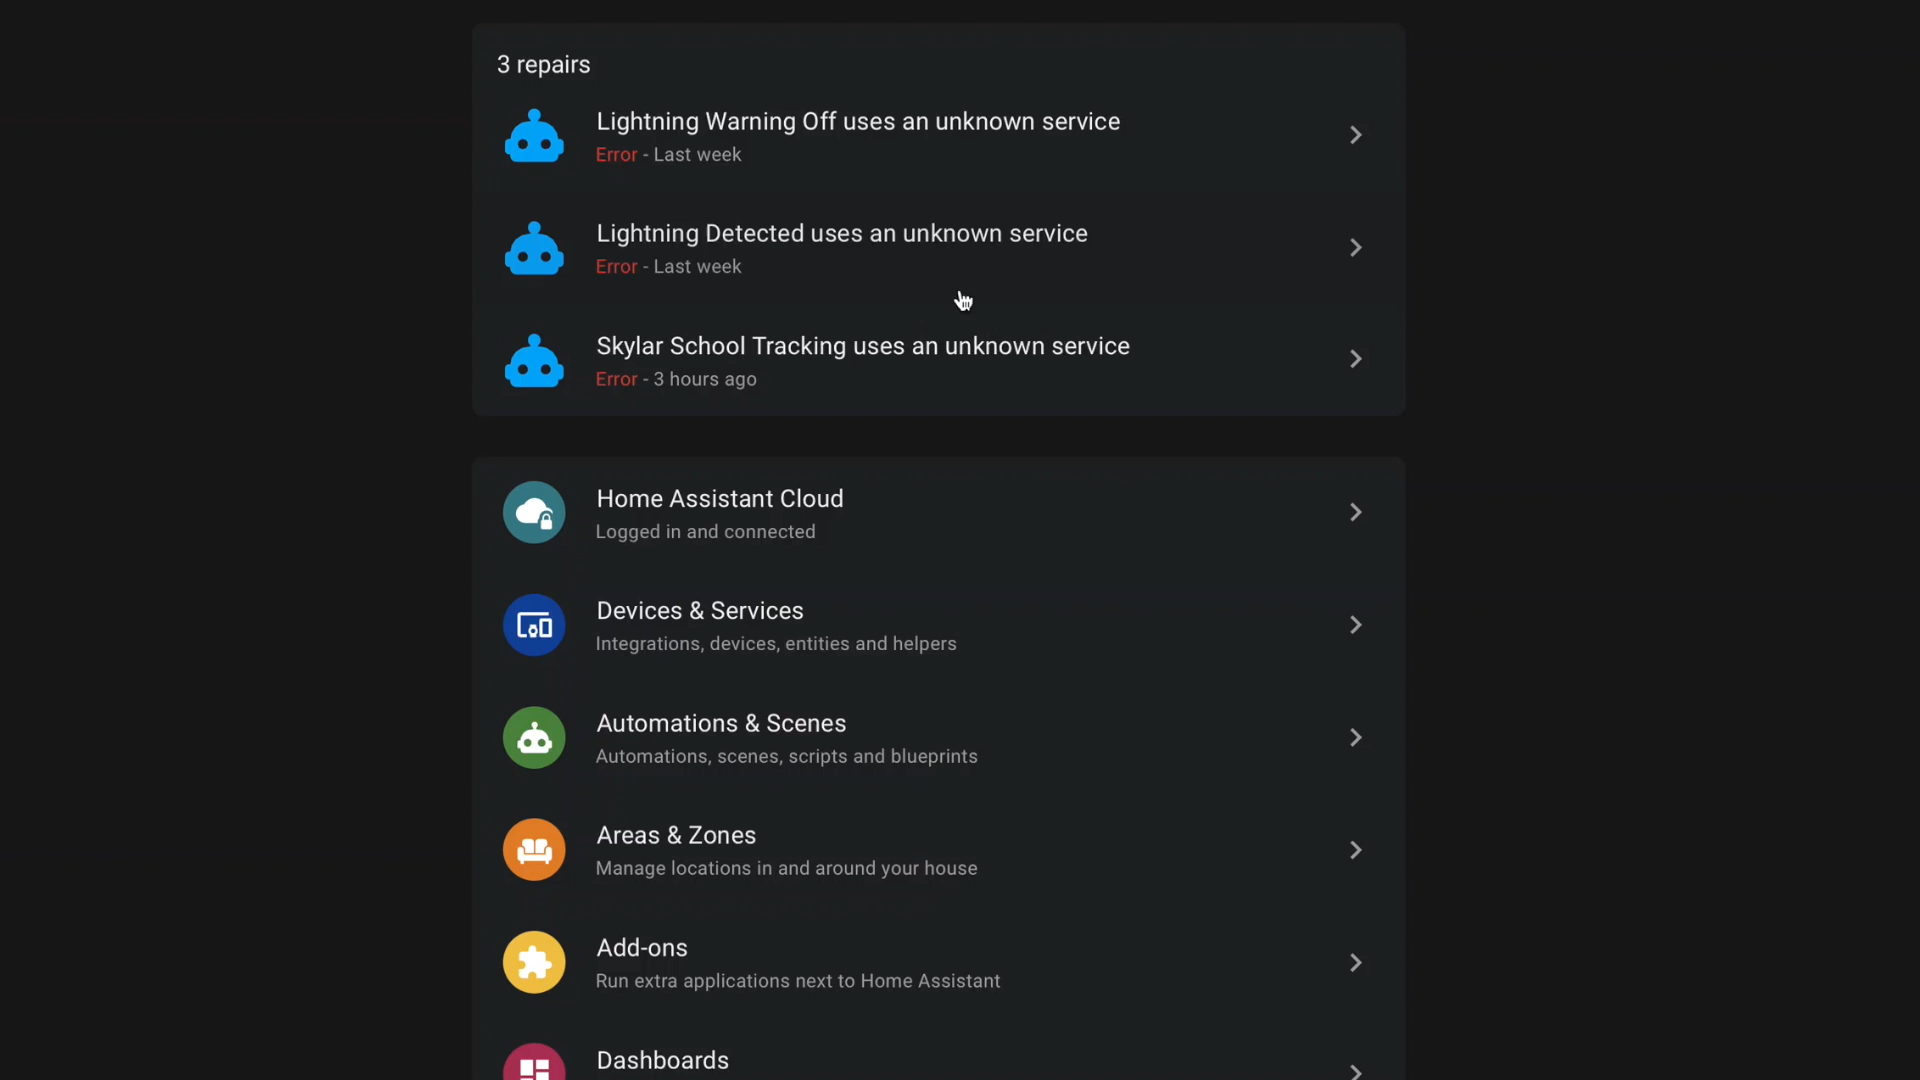 3 repairs
Lightning Warning Off uses an unknown service
Error - Last week
Lightning Detected uses an unknown service
Error - Last week
Skylar School Tracking uses an unknown service
Error - 3 hours ago
Home Assistant Cloud
Logged in and connected
Devices & Services
Integrations, devices, entities and helpers
Automations & Scenes
Automations, scenes, scripts and blueprints
Areas & Zones
Manage locations in and around your house
Add-ons
Run extra applications next to Home Assistant
Dashboards